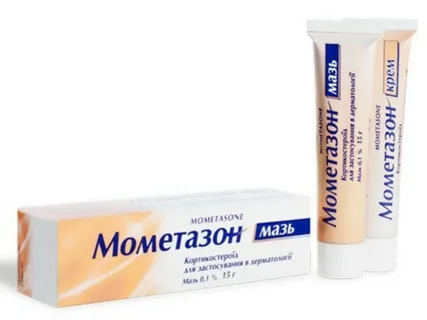 MOMETASONE
Мометазон мазь
Кортикостероїд
для застосування в дерматології
Мазь 0,1 % 15 г
MOMETASONE
Мометазон мазь
Кортикостероїд
для застосування в дерматології
Мазь 0,1 % 15 г
Мометазон крем